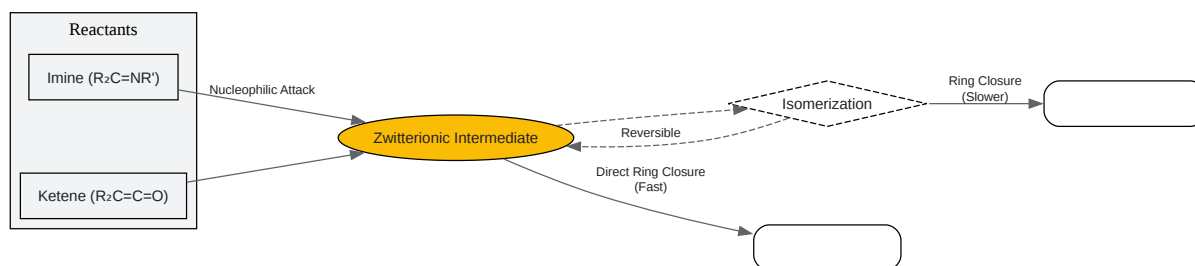 Reactants
Imine (R₂C=NR')
Nucleophilic Attack
Ketene (R₂C=C=O)
Zwitterionic Intermediate
Reversible
Isomerization
Ring Closure
(Slower)
Direct Ring Closure
(Fast)